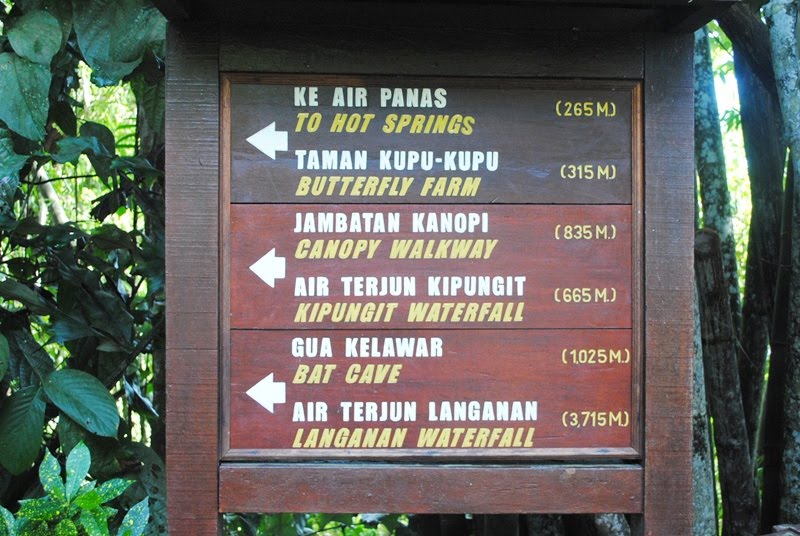 KE AIR PANAS (265 M.)
TO HOT SPRINGS
TAMAN KUPU-KUPU (315 M.)
BUTTERFLY FARM
JAMBATAN KANOPI (835 M.)
CANOPY WALKWAY
AIR TERJUN KIPUNGIT (665 M.)
KIPUNGIT WATERFALL
GUA KELAWAR (1,025 M.)
BAT CAVE
AIR TERJUN LANGANAN (3,715 M.)
LANGANAN WATERFALL